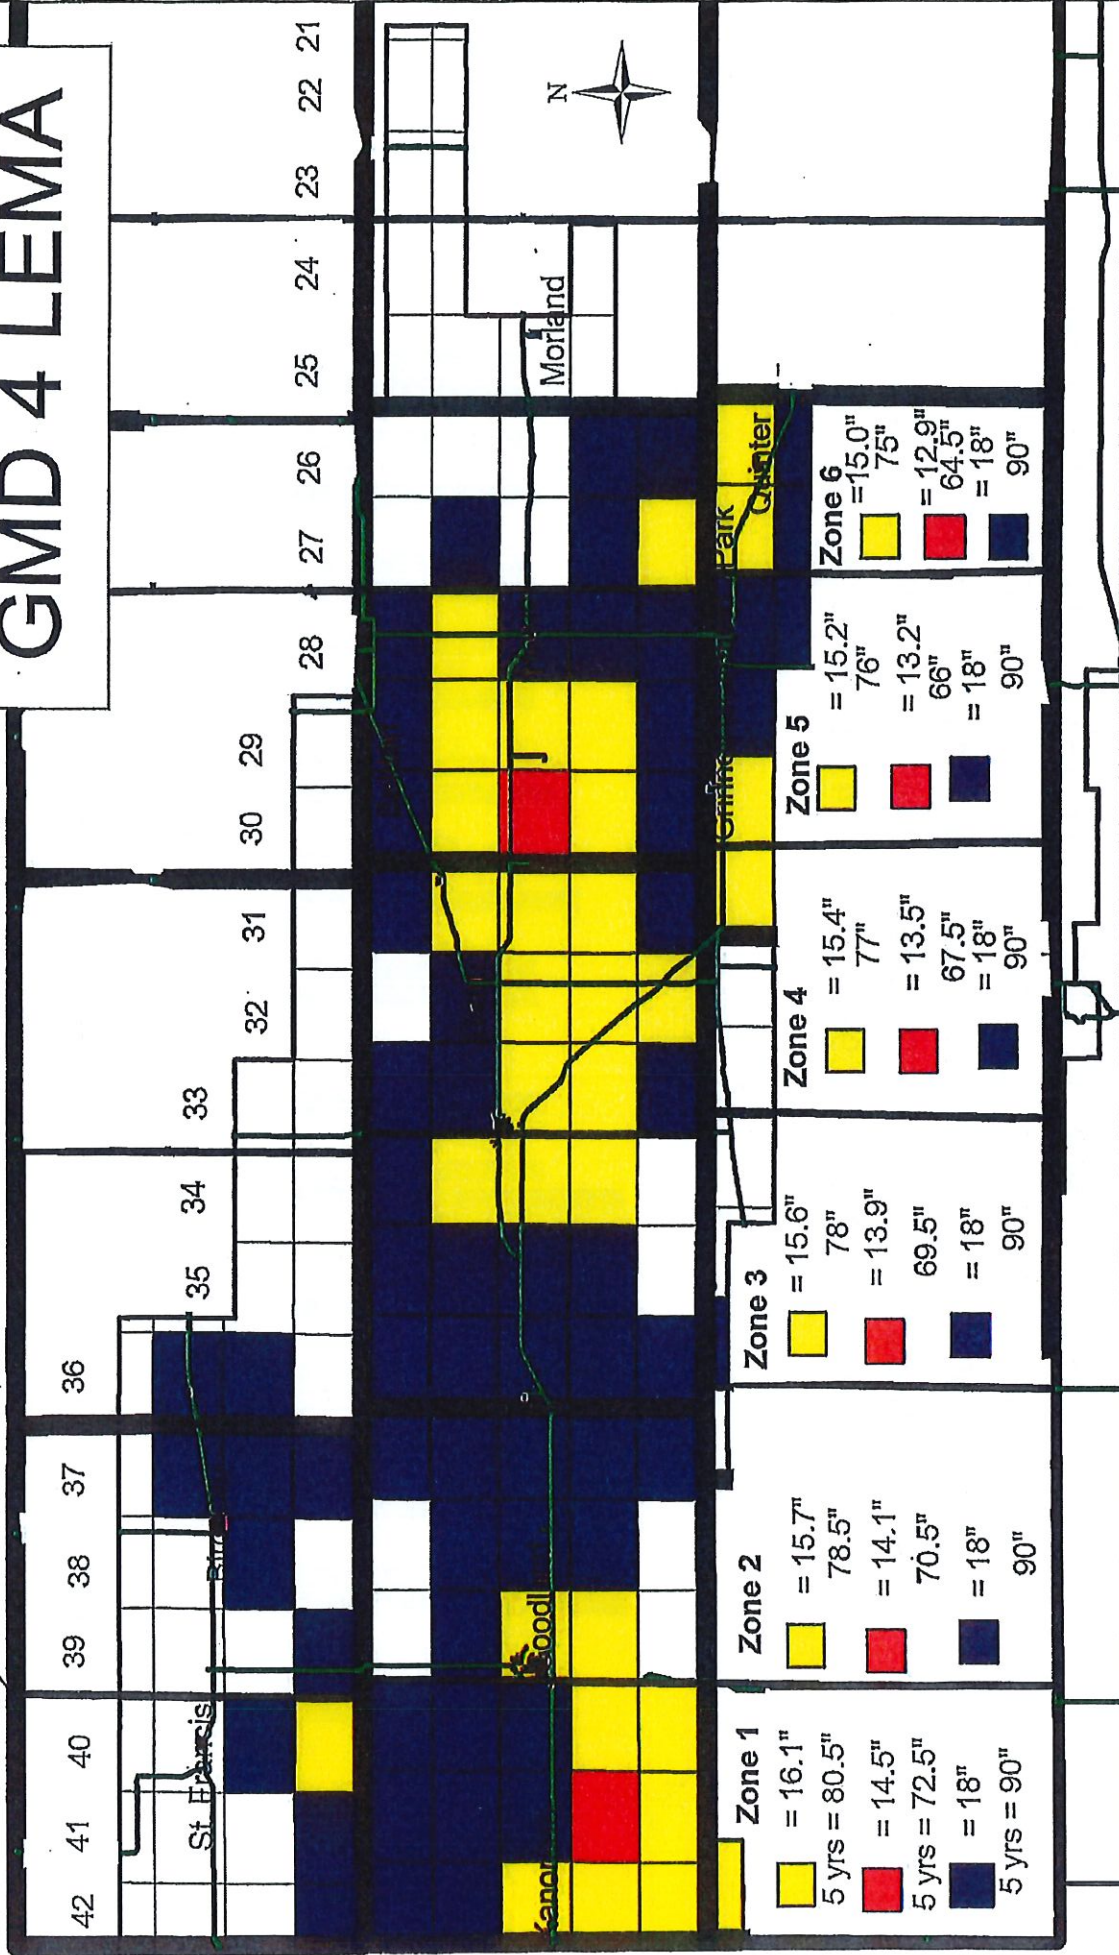 GMD 4 LEMA
42 41 40 39 38 37 36 35 34 33 32 31 30 29 28 27 26 25 24 23 22 21
St. Francis
N
Morland
Park
Quinter
Zone 1
= 16.1"
5 yrs = 80.5"
= 14.5"
5 yrs = 72.5"
= 18"
5 yrs = 90"
Zone 2
= 15.7"
78.5"
= 14.1"
70.5"
= 18"
90"
Zone 3
= 15.6"
78"
= 13.9"
69.5"
= 18"
90"
Zone 4
= 15.4"
77"
= 13.5"
67.5"
= 18"
90"
Zone 5
= 15.2"
76"
= 13.2"
66"
= 18"
90"
Zone 6
=15.0"
75"
= 12.9"
64.5"
= 18"
90"